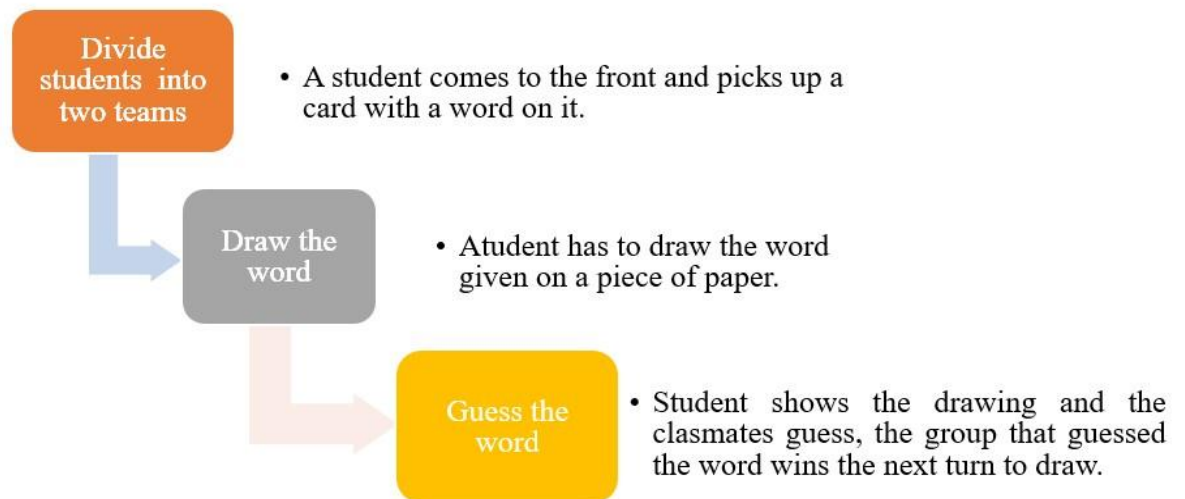 Divide
students into
two teams
• A student comes to the front and picks up a
card with a word on it.
Draw the
word
• Atudent has to draw the word
given on a piece of paper.
Guess the
word
• Student shows the drawing and the
clasmates guess, the group that guessed
the word wins the next turn to draw.